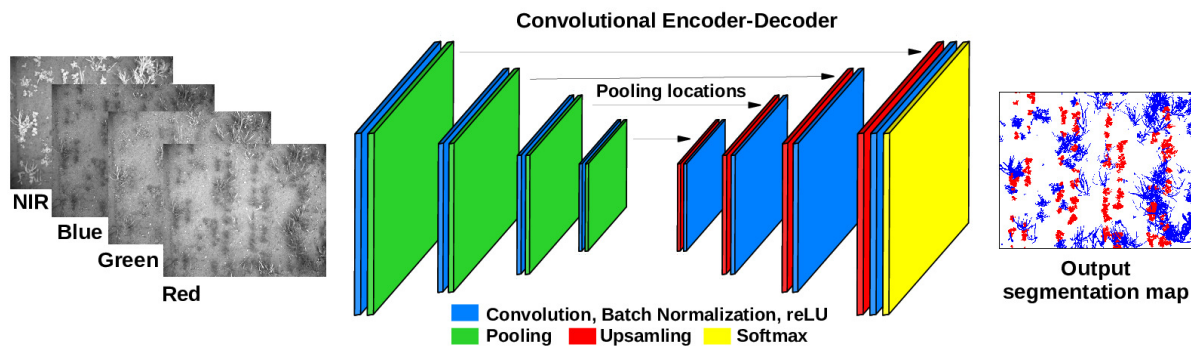 Convolutional Encoder-Decoder
NIR
Blue
Green
Red
Pooling locations
Output
segmentation map
Convolution, Batch Normalization, reLU
Pooling
Upsamling
Softmax